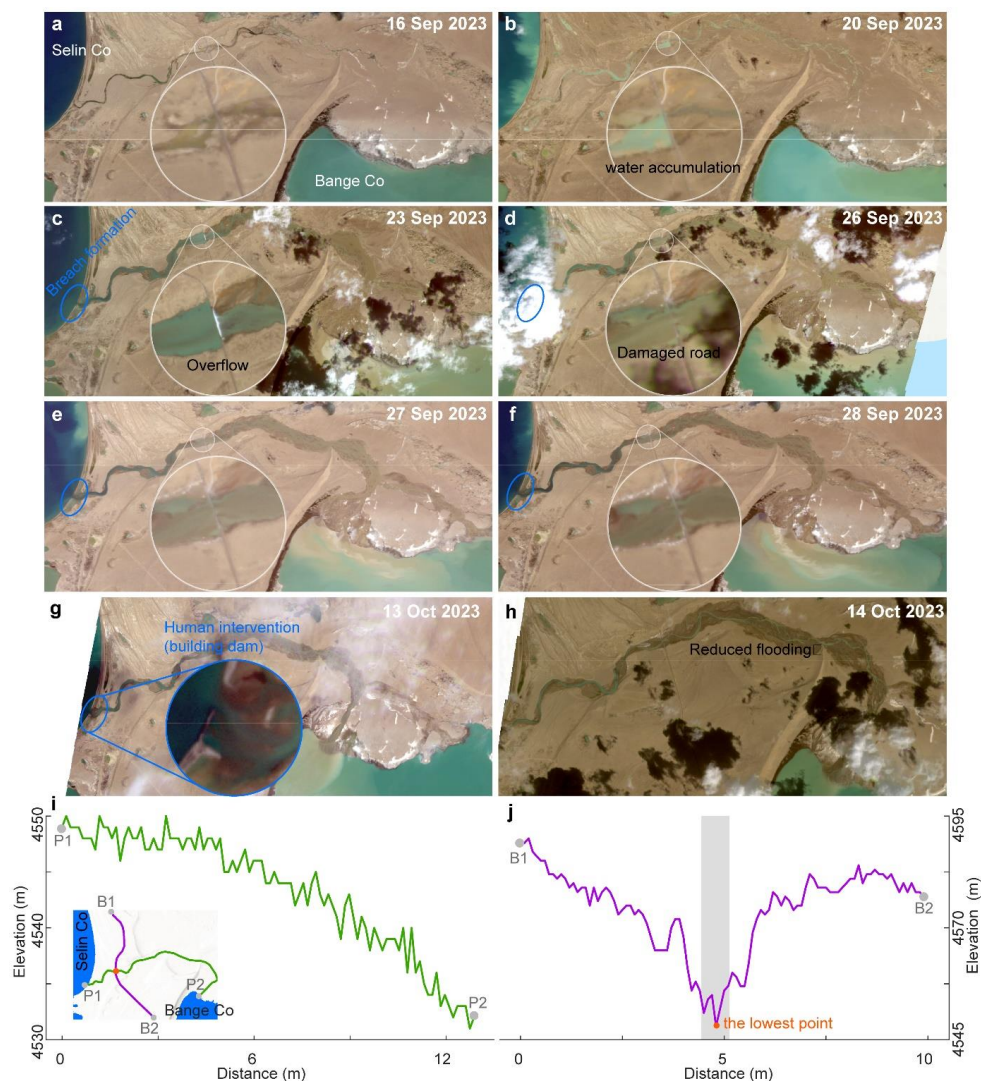 a
16 Sep 2023
Selin Co
Bange Co
b
20 Sep 2023
water accumulation
c
23 Sep 2023
Breach formation
Overflow
d
26 Sep 2023
Damaged road
e
27 Sep 2023
f
28 Sep 2023
g
13 Oct 2023
Human intervention
(building dam)
h
14 Oct 2023
Reduced flooding
i
4550
4540
4530
Elevation (m)
P1
P2
B1
Selin Co
P1
P2
Bange Co
B2
0
6
12
Distance (m)
j
4595
4570
4545
Elevation (m)
B1
B2
the lowest point
0
5
10
Distance (m)